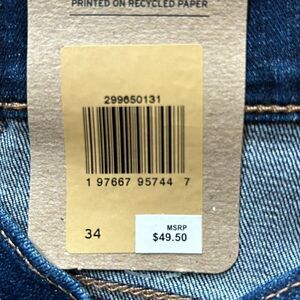 PRINTED ON RECYCLED PAPER
299650131
1 97667 95744 7
34
MSRP
$49.50